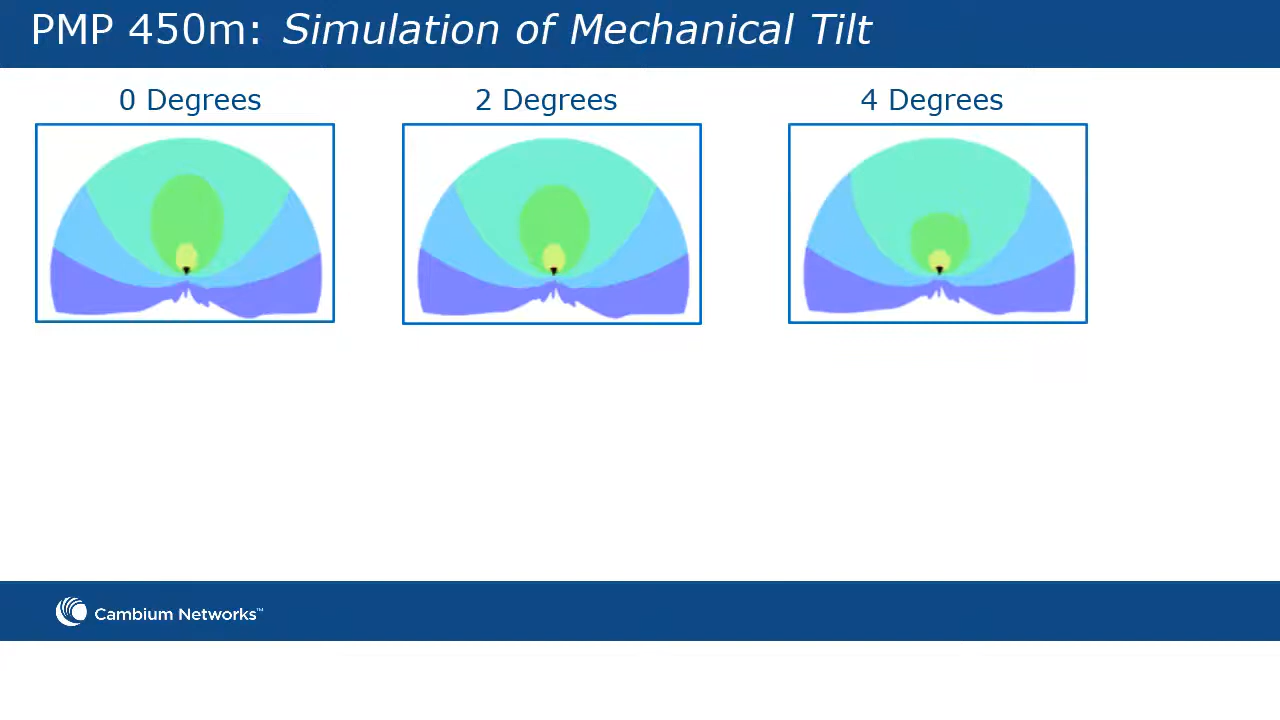 PMP 450m: Simulation of Mechanical Tilt
0 Degrees
2 Degrees
4 Degrees
Cambium Networks™